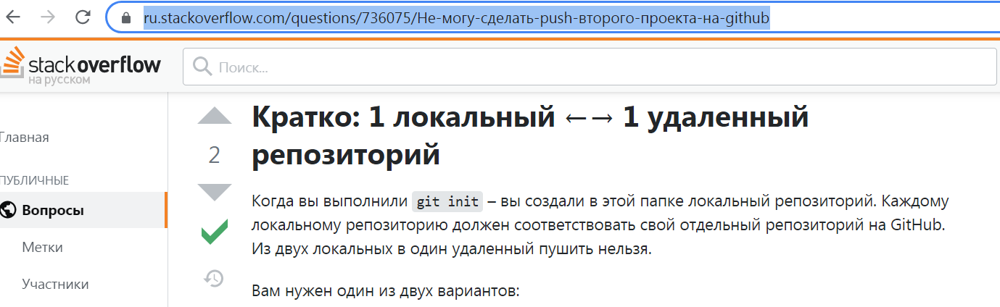 ru.stackoverflow.com/questions/736075/Не-могу-сделать-push-второго-проекта-на-github
stackoverflow
на русском
Поиск...
Главная
ПУБЛИЧНЫЕ
Вопросы
Метки
Участники
2
Кратко: 1 локальный ←→ 1 удаленный
репозиторий
Когда вы выполнили git init – вы создали в этой папке локальный репозиторий. Каждому
локальному репозиторию должен соответствовать свой отдельный репозиторий на GitHub.
Из двух локальных в один удаленный пушить нельзя.
Вам нужен один из двух вариантов: